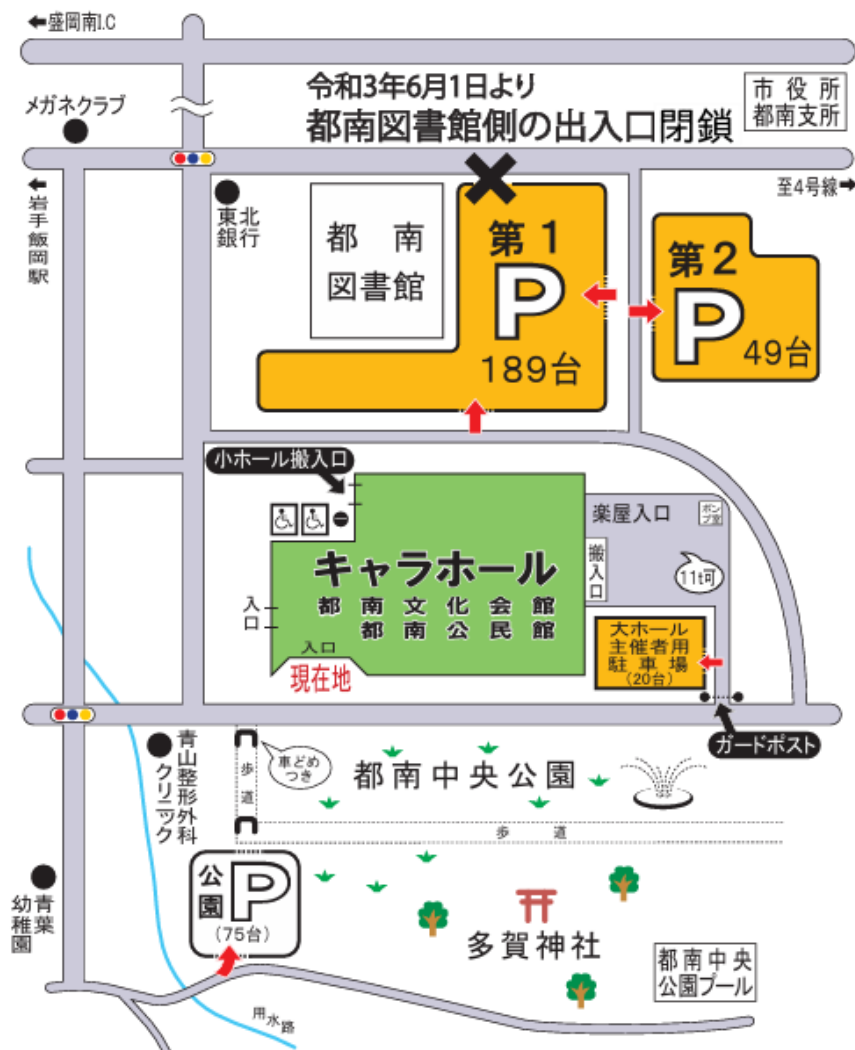 ←盛岡南I.C
令和3年6月1日より
都南図書館側の出入口閉鎖
市役所
都南支所
メガネクラブ
至4号線→
←岩手飯岡駅
東北
銀行
都南
図書館
第1
P
189台
第2
P
49台
小ホール搬入口
楽屋入口
ポンプ室
搬入口
11t可
キャラホール
都南文化会館
都南公民館
入口
入口
現在地
大ホール
主催者用
駐車場
(20台)
ガードポスト
青山整形外科
クリニック
歩道
車どめ
つき
都南中央公園
歩道
公園
P
(75台)
青葉
幼稚園
多賀神社
都南中央
公園プール
用水路